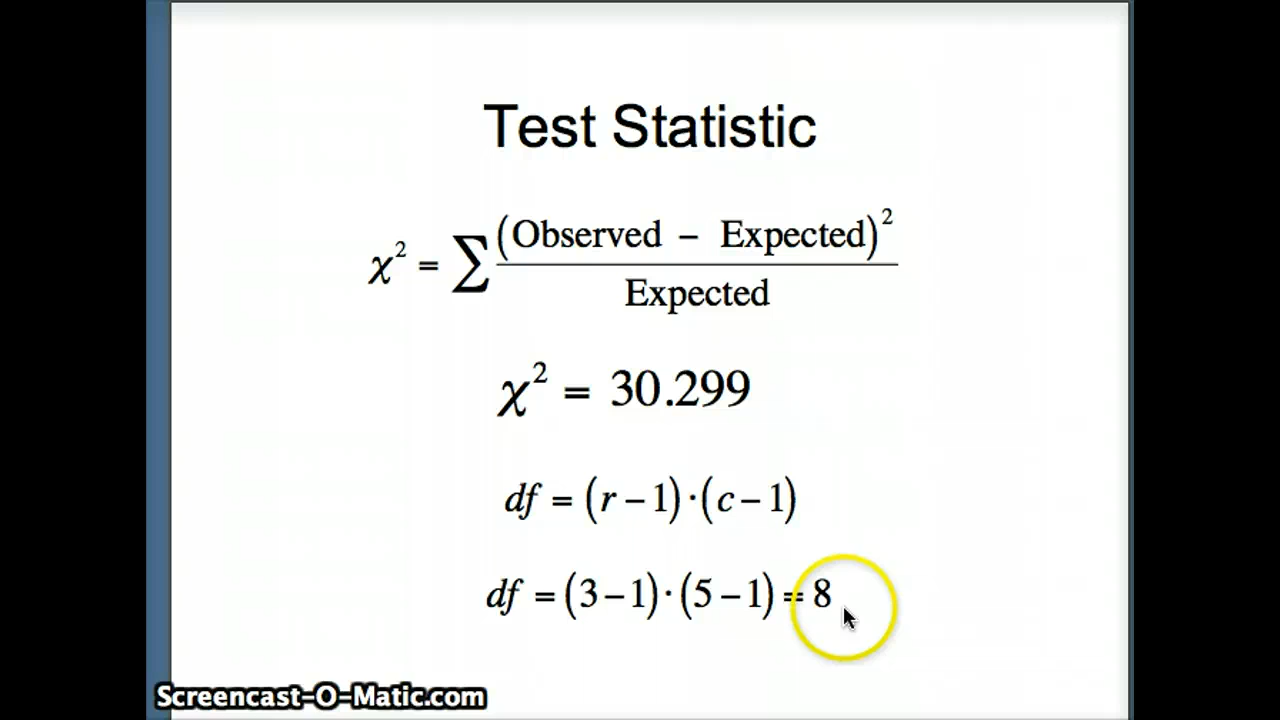 Test Statistic
χ² = ∑ (Observed − Expected)² / Expected
χ² = 30.299
df = (r − 1) · (c − 1)
df = (3 − 1) · (5 − 1) = 8
Screencast-O-Matic.com